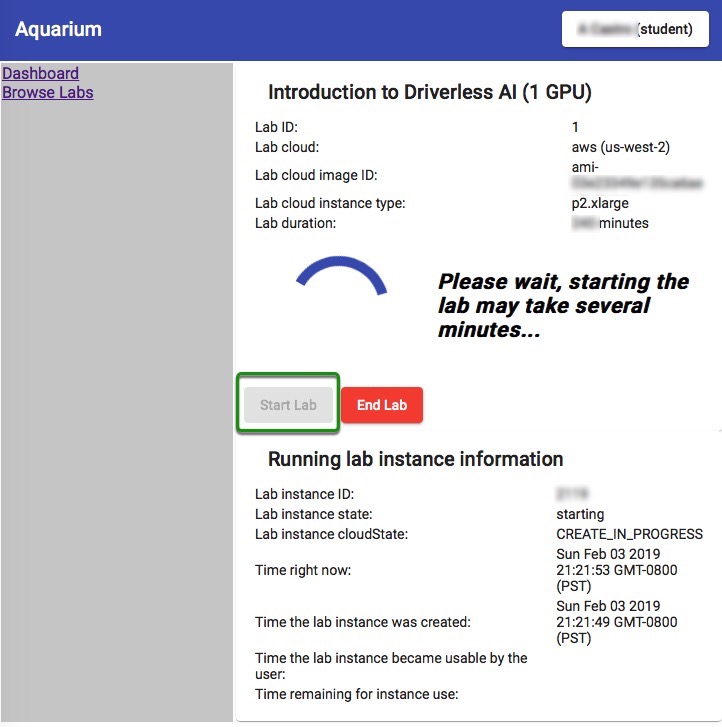 Aquarium
(student)
Dashboard
Browse Labs
Introduction to Driverless AI (1 GPU)
Lab ID: 1
Lab cloud: aws (us-west-2)
Lab cloud image ID: ami-
Lab cloud instance type: p2.xlarge
Lab duration: minutes
Please wait, starting the
lab may take several
minutes...
Start Lab
End Lab
Running lab instance information
Lab instance ID:
Lab instance state: starting
Lab instance cloudState: CREATE_IN_PROGRESS
Time right now: Sun Feb 03 2019
21:21:53 GMT-0800
(PST)
Time the lab instance was created: Sun Feb 03 2019
21:21:49 GMT-0800
(PST)
Time the lab instance became usable by the
user:
Time remaining for instance use: